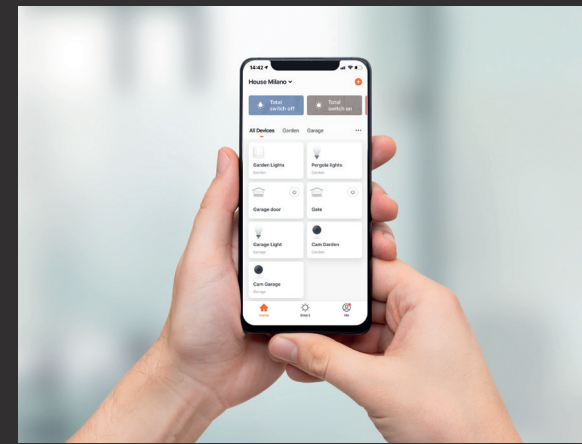 14:42
House Milano
Total
switch off
Total
switch on
All Devices Garden Garage
Garden Lights
Garden
Pergola lights
Garden
Garage door
Gate
Garage Light
Garage
Cam Garden
Garden
Cam Garage
Garage
Home Smart Me